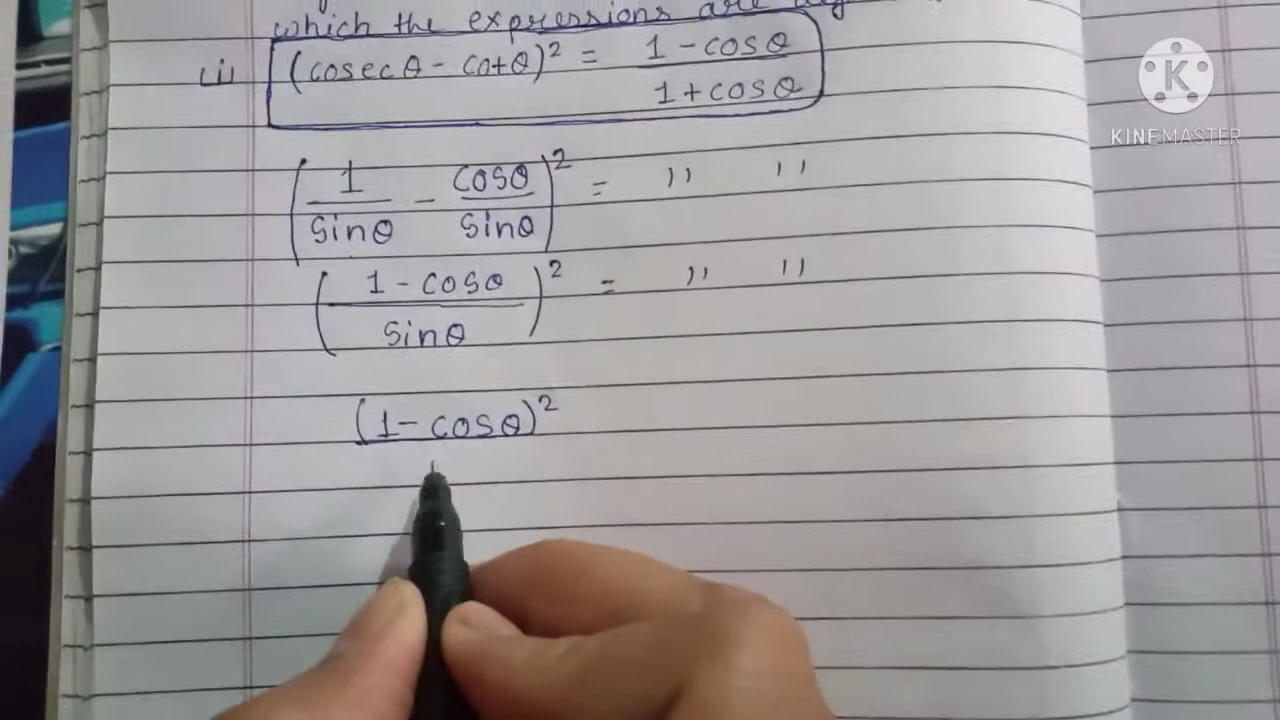 which the expressions are
(i) (cosecθ - cotθ)² = 1 - cosθ / 1 + cosθ
(1/sinθ - cosθ/sinθ)² = " "
(1 - cosθ / sinθ)² = " "
(1 - cosθ)²
K
KINEMASTER